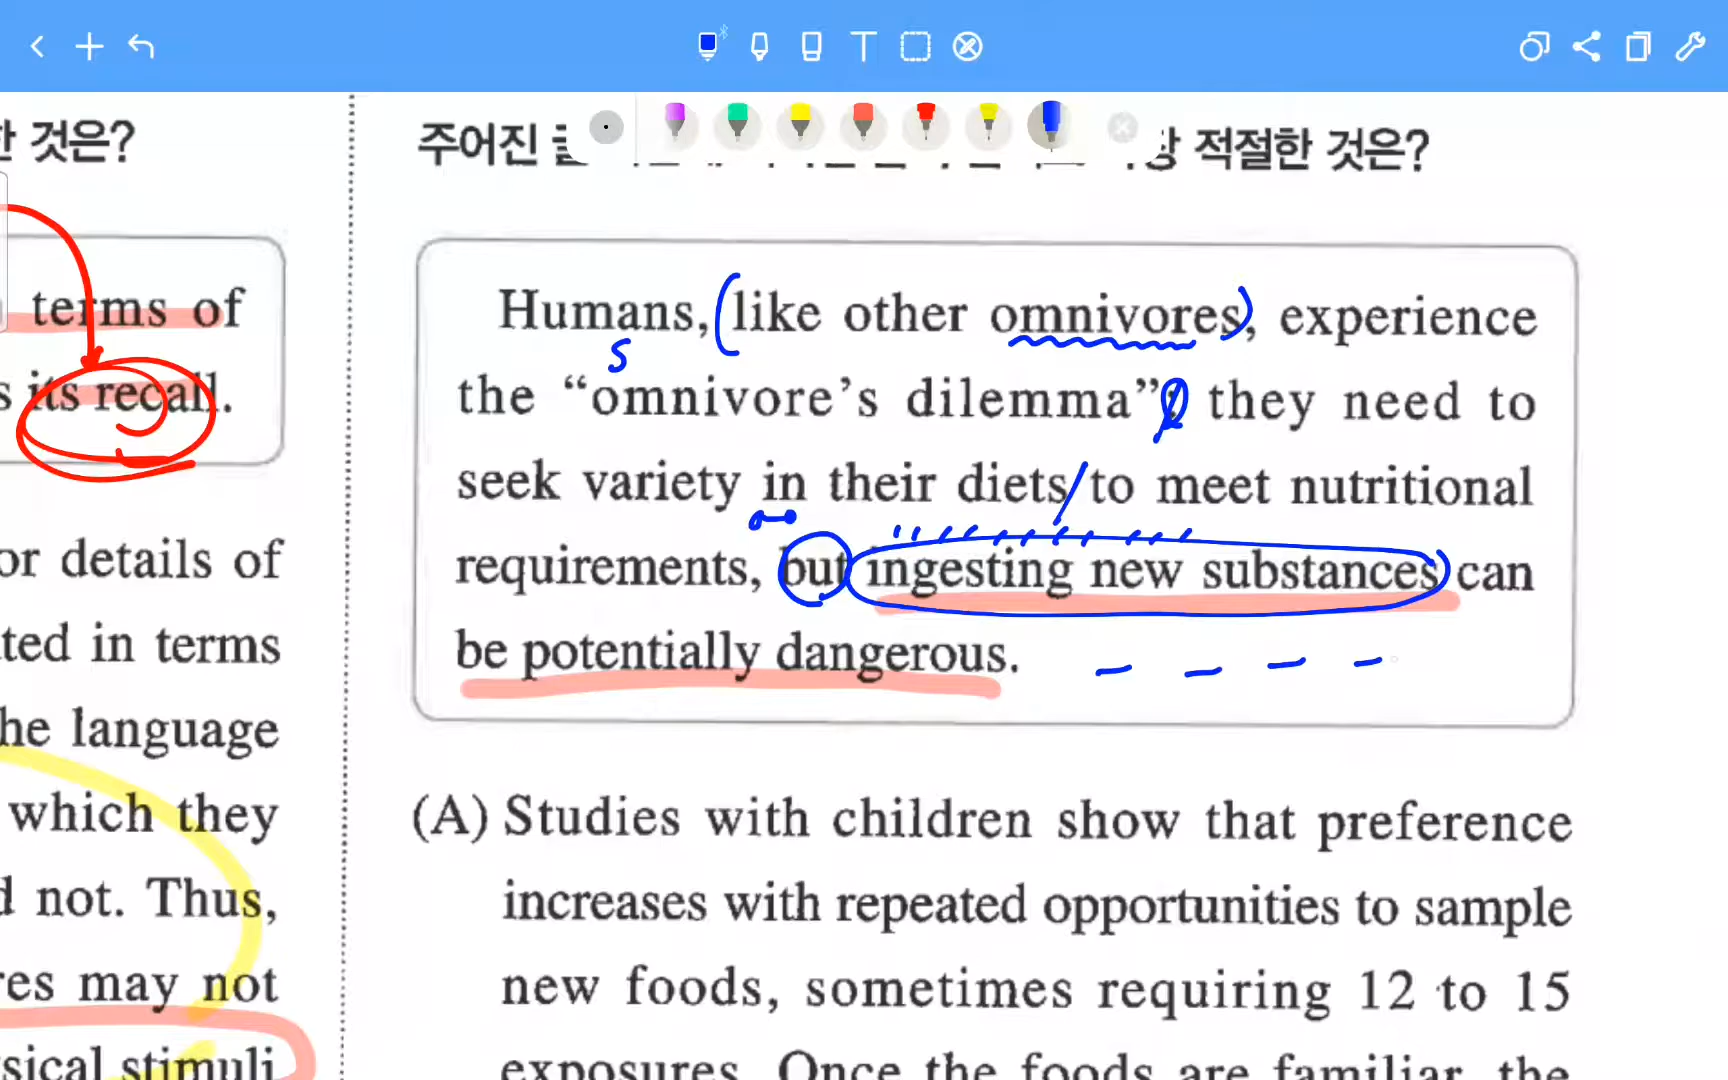 한 것은?
terms of
s its recall.
or details of
ted in terms
he language
which they
d not. Thus,
res may not
sical stimuli
주어진 적절한 것은?
Humans, (like other omnivores), experience
S
the “omnivore’s dilemma”; they need to
seek variety in their diets / to meet nutritional
requirements, but ingesting new substances can
be potentially dangerous.
(A) Studies with children show that preference
increases with repeated opportunities to sample
new foods, sometimes requiring 12 to 15
exposures. Once the foods are familiar, the